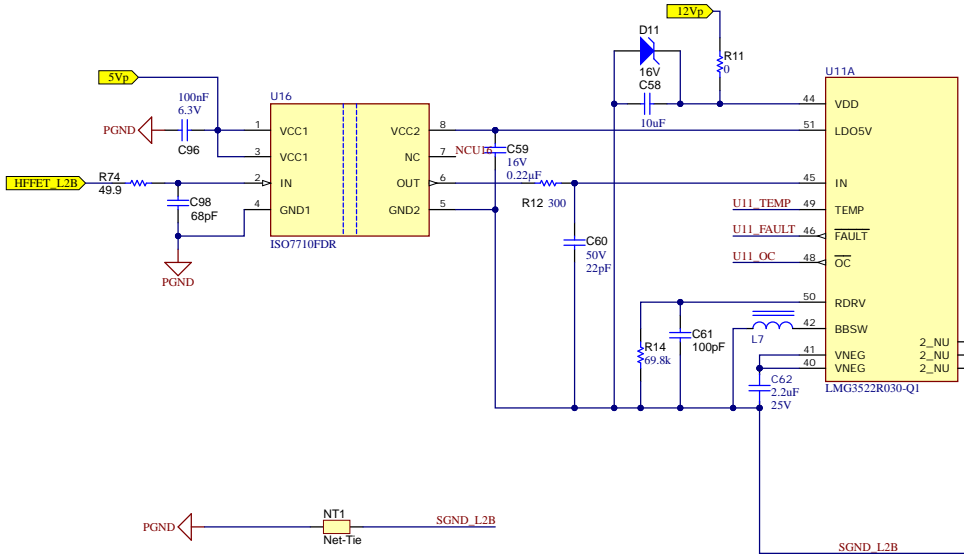 12Vp
D11
16V
C58
10uF
R11
0
U11A
5Vp
100nF
6.3V
C96
PGND
U16
1
VCC1
VCC2
8
3
VCC1
NC
7
NCU16
2
IN
OUT
6
4
GND1
GND2
5
ISO7710FDR
C59
16V
0.22µF
HFFET_L2B
R74
49.9
C98
68pF
PGND
R12 300
C60
50V
22pF
44
VDD
51
LDO5V
45
IN
U11_TEMP
49
TEMP
U11_FAULT
46
FAULT
U11_OC
48
OC
50
RDRV
42
BBSW
41
VNEG
40
VNEG
2_NU
2_NU
2_NU
LMG3522R030-Q1
R14
69.8k
C61
100pF
L7
C62
2.2uF
25V
PGND
NT1
Net-Tie
SGND_L2B
SGND_L2B